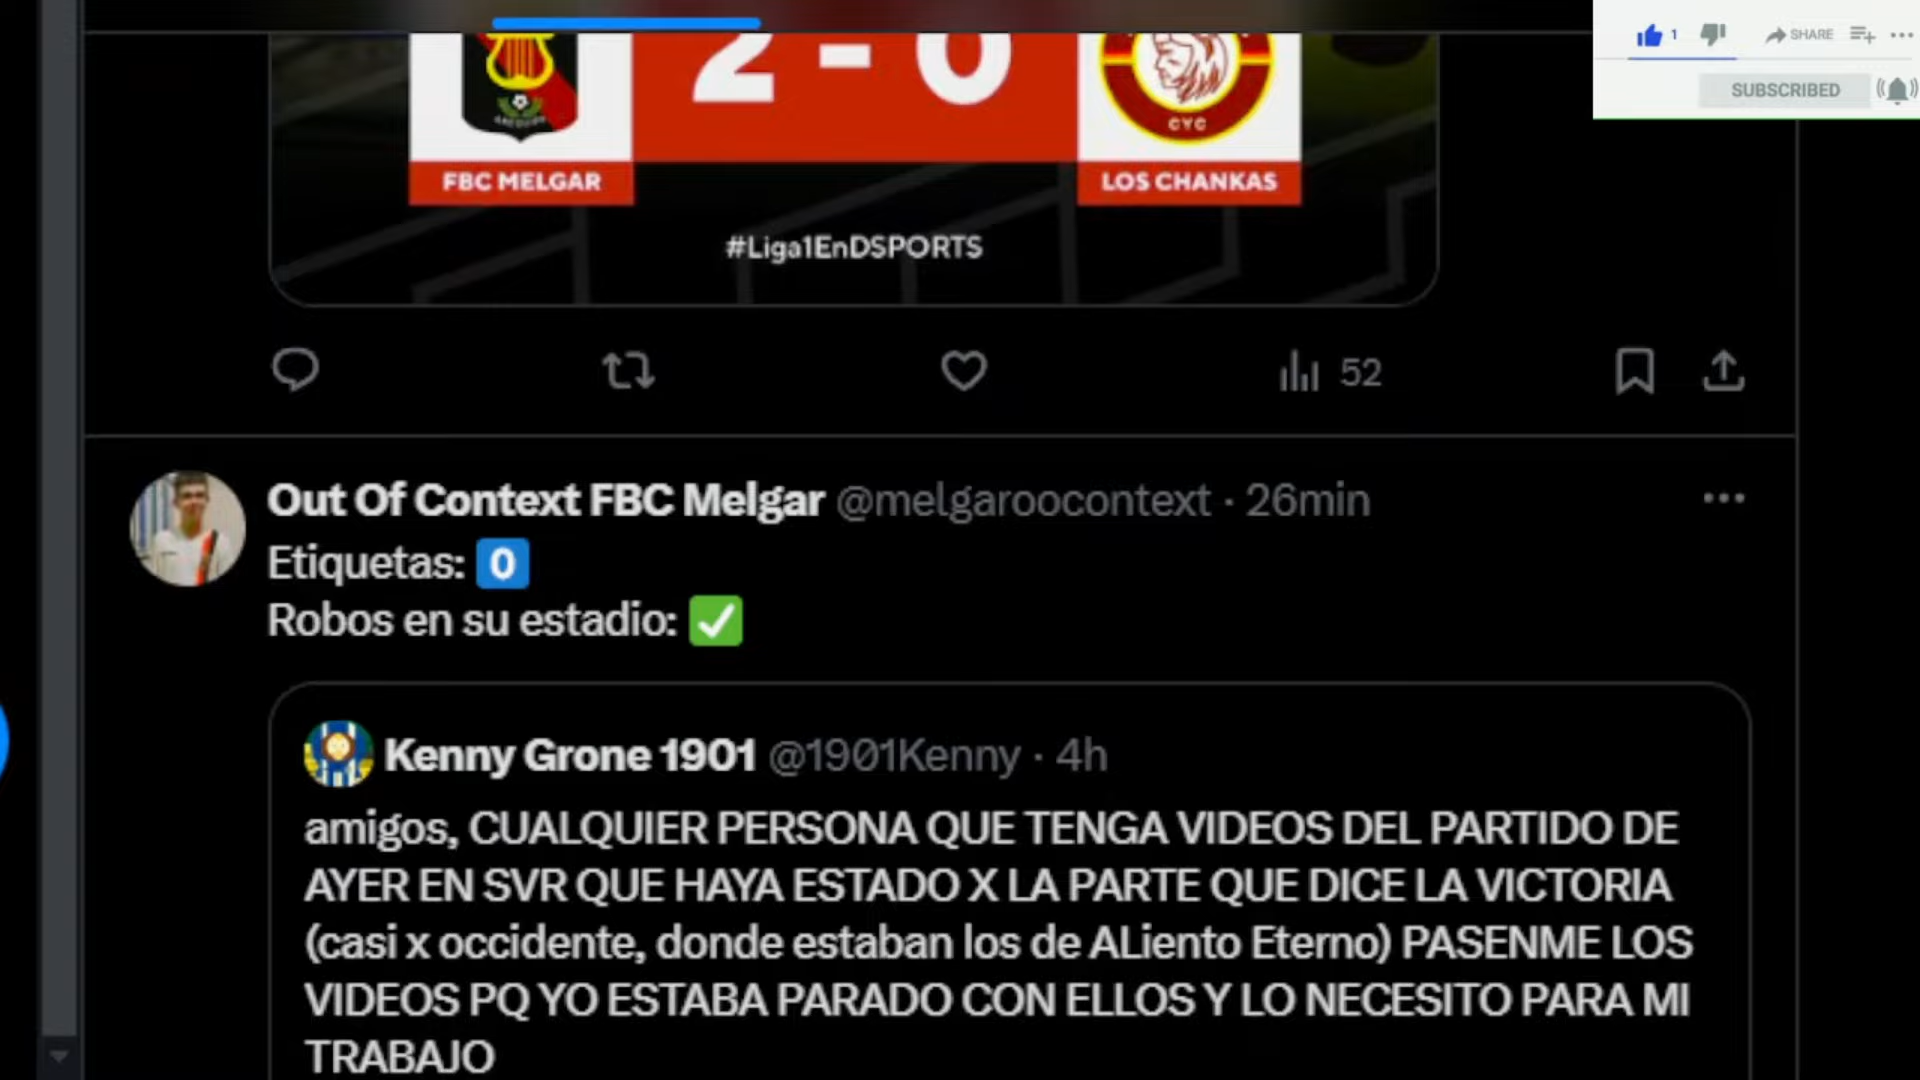 1 SHARE
SUBSCRIBED
2 - 0
AREQUIPA
CYC
FBC MELGAR
LOS CHANKAS
#Liga1EnDSPORTS
52
Out Of Context FBC Melgar @melgaroocontext · 26min
Etiquetas: 0
Robos en su estadio: ✅
Kenny Grone 1901 @1901Kenny · 4h
amigos, CUALQUIER PERSONA QUE TENGA VIDEOS DEL PARTIDO DE
AYER EN SVR QUE HAYA ESTADO X LA PARTE QUE DICE LA VICTORIA
(casi x occidente, donde estaban los de ALiento Eterno) PASENME LOS
VIDEOS PQ YO ESTABA PARADO CON ELLOS Y LO NECESITO PARA MI
TRABAJO